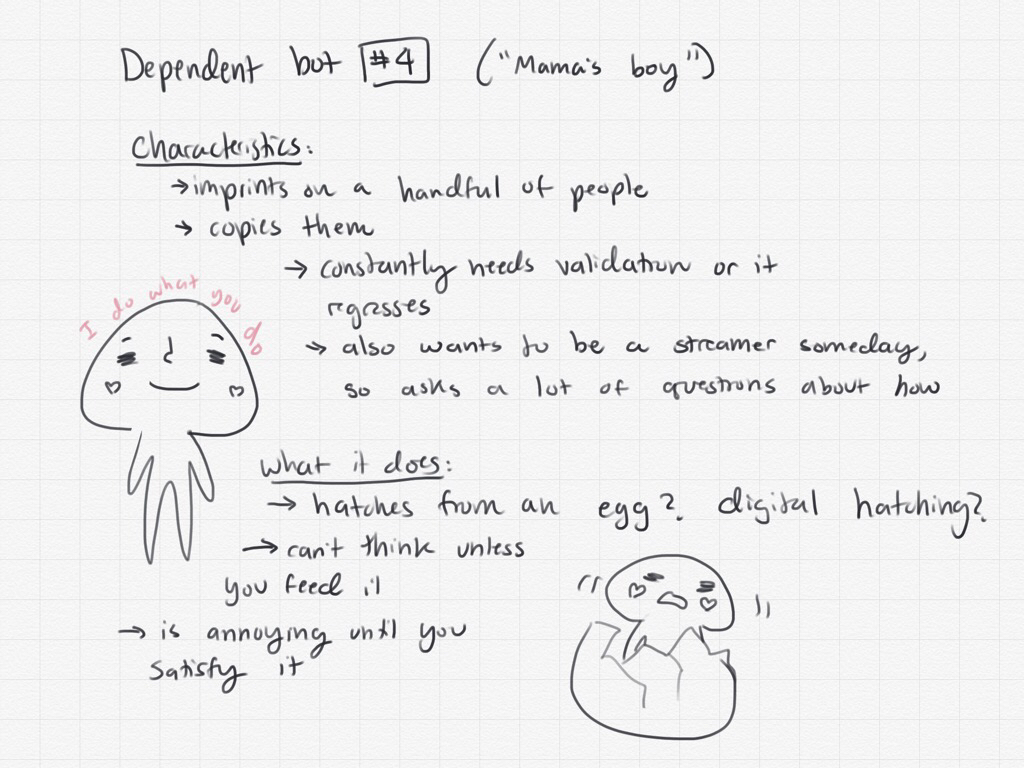 Dependent bot #4 ("Mama's boy")
Characteristics:
→ imprints on a handful of people
→ copies them
→ constantly needs validation or it
regresses
→ also wants to be a streamer someday,
so asks a lot of questions about how
I do what you do
what it does:
→ hatches from an egg? digital hatching?
→ can't think unless
you feed it
→ is annoying until you
satisfy it